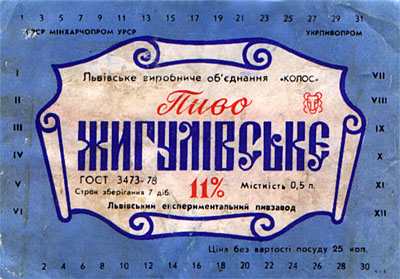 1 3 5 7 9 11 13 15 17 19 21 23 25 27 29 31
УРСР МІНХАРЧОПРОМ УРСР УКРПИВОПРОМ
Львівське виробниче об'єднання «КОЛОС»
I VII
Пиво
II VIII
ЖИГУЛІВСЬКЕ
III IX
IV X
ГОСТ 3473-78
Строк зберігання 7 діб. 11% Місткість 0,5 л.
V XI
Львівський експериментальний пивзавод
VI XII
Ціна без вартості посуду 25 коп.
2 4 6 8 10 12 14 16 18 20 22 24 26 28 30